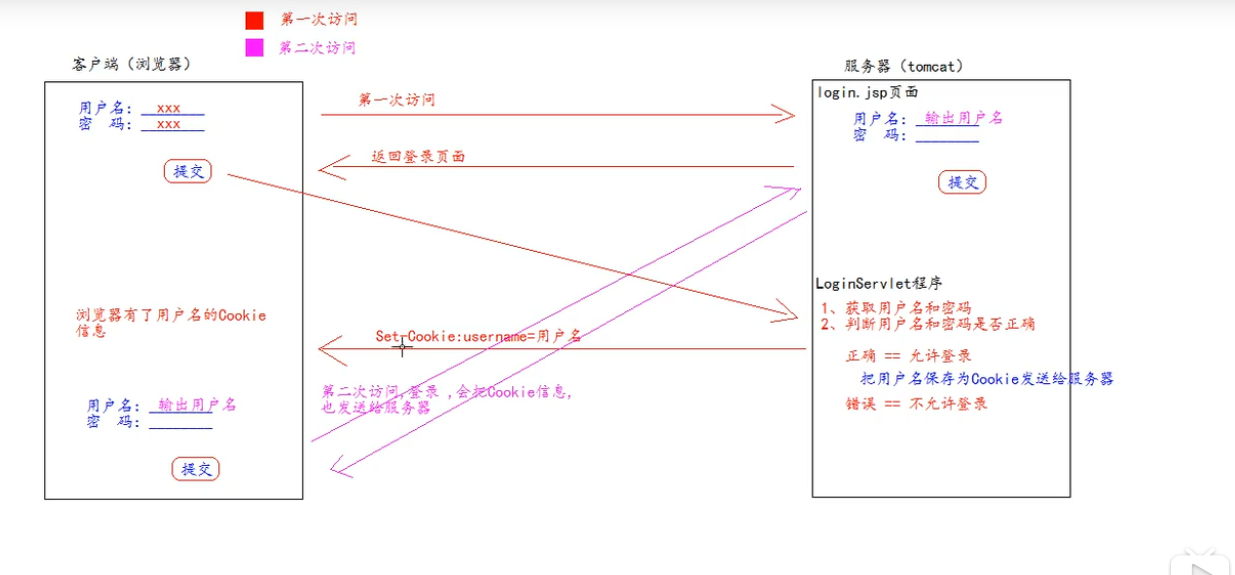 第一次访问
第二次访问
客户端（浏览器）
用户名： xxx
密 码： xxx
提交
浏览器有了用户名的Cookie
信息
用户名： 输出用户名
密 码：
提交
第一次访问
返回登录页面
Set-Cookie:username=用户名
第二次访问,登录 ,会把Cookie信息,
也发送给服务器
服务器（tomcat）
login.jsp页面
用户名： 输出用户名
密 码：
提交
LoginServlet程序
1、获取用户名和密码
2、判断用户名和密码是否正确
正确 == 允许登录
把用户名保存为Cookie发送给服务器
错误 == 不允许登录